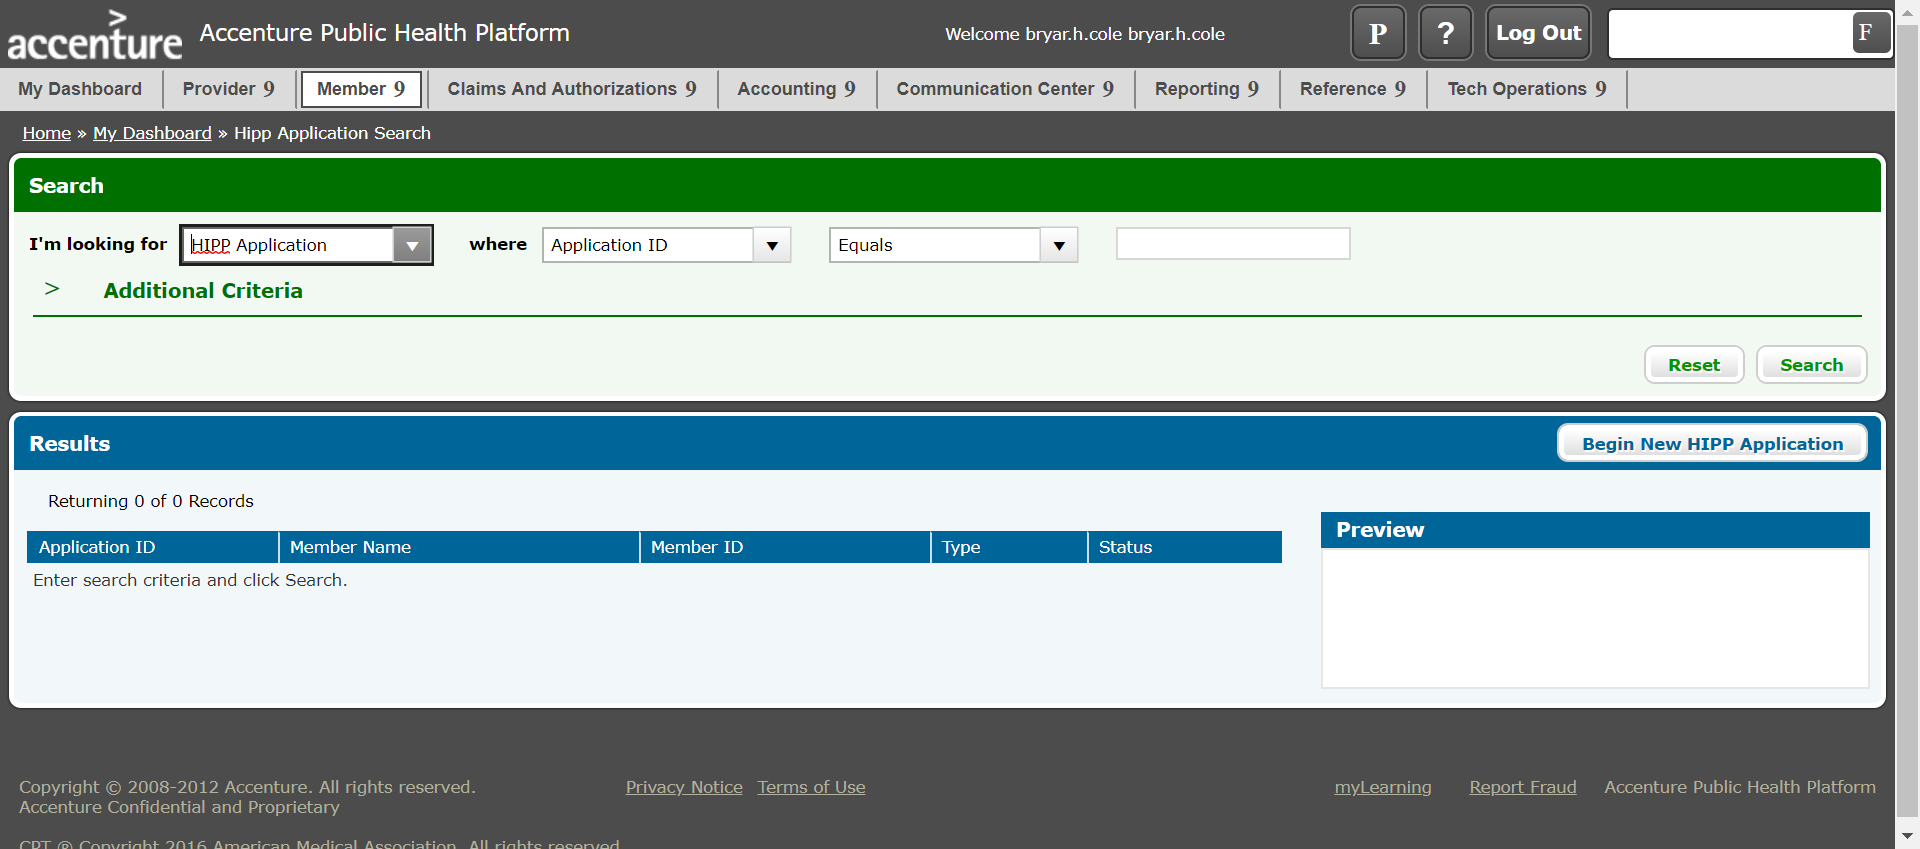 accenture
Accenture Public Health Platform
Welcome bryar.h.cole bryar.h.cole
P
?
Log Out
F
My Dashboard
Provider 9
Member 9
Claims And Authorizations 9
Accounting 9
Communication Center 9
Reporting 9
Reference 9
Tech Operations 9
Home » My Dashboard » Hipp Application Search
Search
I'm looking for
HIPP Application
where
Application ID
Equals
> Additional Criteria
Reset
Search
Results
Begin New HIPP Application
Returning 0 of 0 Records
Application ID
Member Name
Member ID
Type
Status
Enter search criteria and click Search.
Preview
Copyright © 2008-2012 Accenture. All rights reserved.
Accenture Confidential and Proprietary
Privacy Notice
Terms of Use
myLearning
Report Fraud
Accenture Public Health Platform
CPT ® Copyright 2016 American Medical Association. All rights reserved.